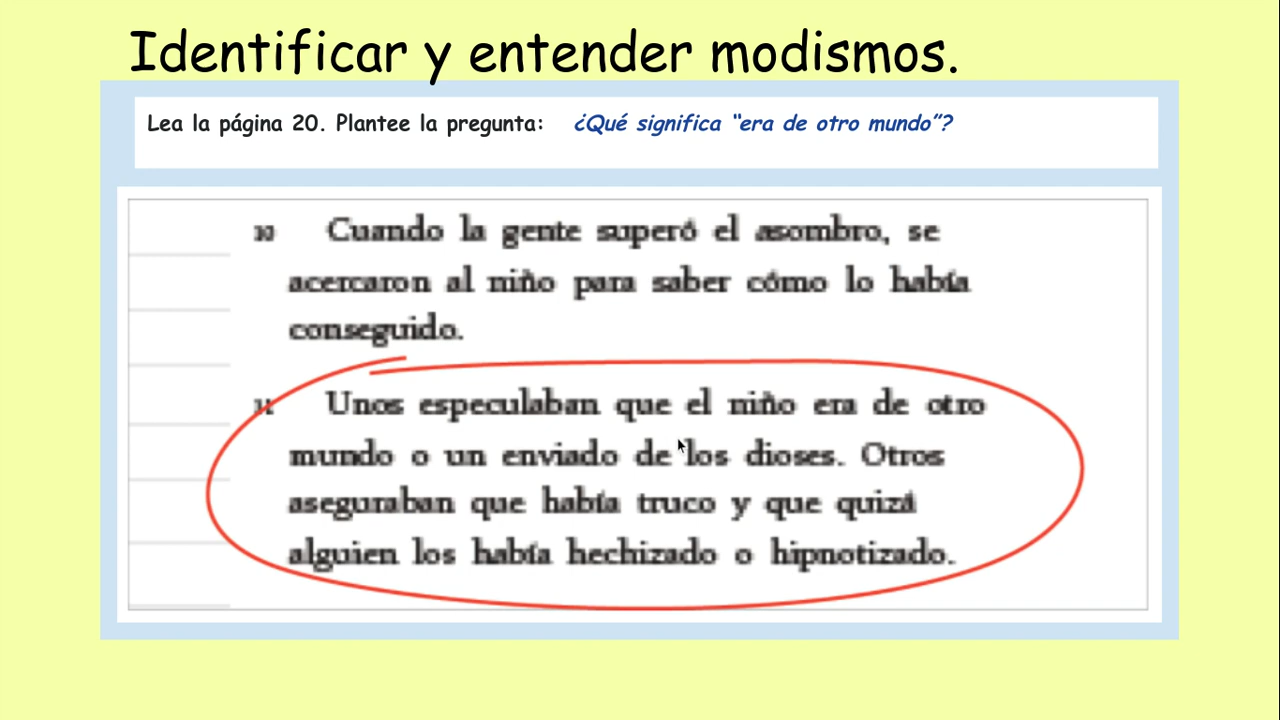 Identificar y entender modismos.
Lea la página 20. Plantee la pregunta: ¿Qué significa “era de otro mundo”?
10 Cuando la gente superó el asombro, se
acercaron al niño para saber cómo lo había
conseguido.
11 Unos especulaban que el niño era de otro
mundo o un enviado de los dioses. Otros
aseguraban que había truco y que quizá
alguien los había hechizado o hipnotizado.